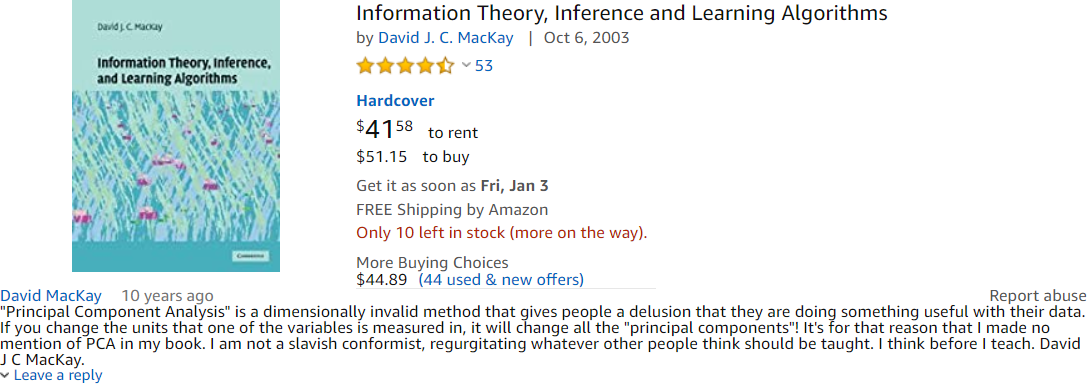 David J. C. MacKay
Information Theory, Inference,
and Learning Algorithms
CAMBRIDGE
Information Theory, Inference and Learning Algorithms
by David J. C. MacKay | Oct 6, 2003
53
Hardcover
$41 58 to rent
$51.15 to buy
Get it as soon as Fri, Jan 3
FREE Shipping by Amazon
Only 10 left in stock (more on the way).
More Buying Choices
$44.89 (44 used & new offers)
David MacKay 10 years ago Report abuse
"Principal Component Analysis" is a dimensionally invalid method that gives people a delusion that they are doing something useful with their data.
If you change the units that one of the variables is measured in, it will change all the "principal components"! It's for that reason that I made no
mention of PCA in my book. I am not a slavish conformist, regurgitating whatever other people think should be taught. I think before I teach. David
J C MacKay.
Leave a reply